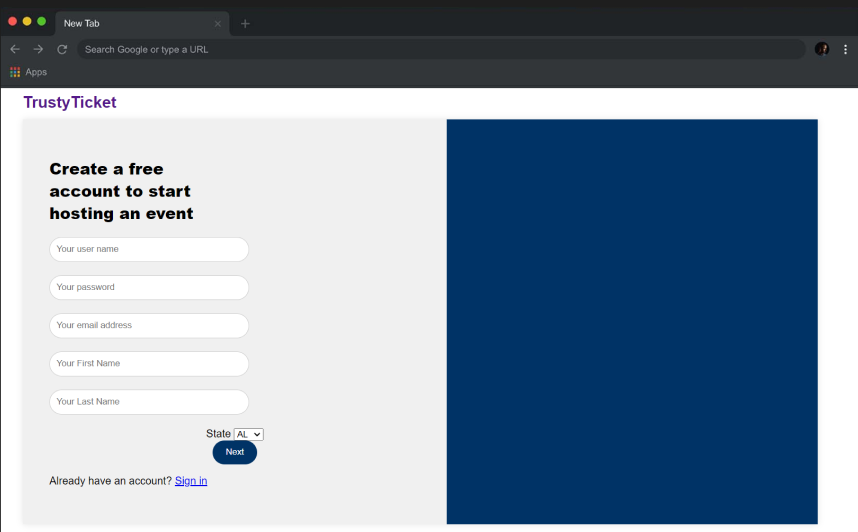 New Tab
Search Google or type a URL
Apps
TrustyTicket
Create a free
account to start
hosting an event
Your user name
Your password
Your email address
Your First Name
Your Last Name
State AL
Next
Already have an account? Sign in